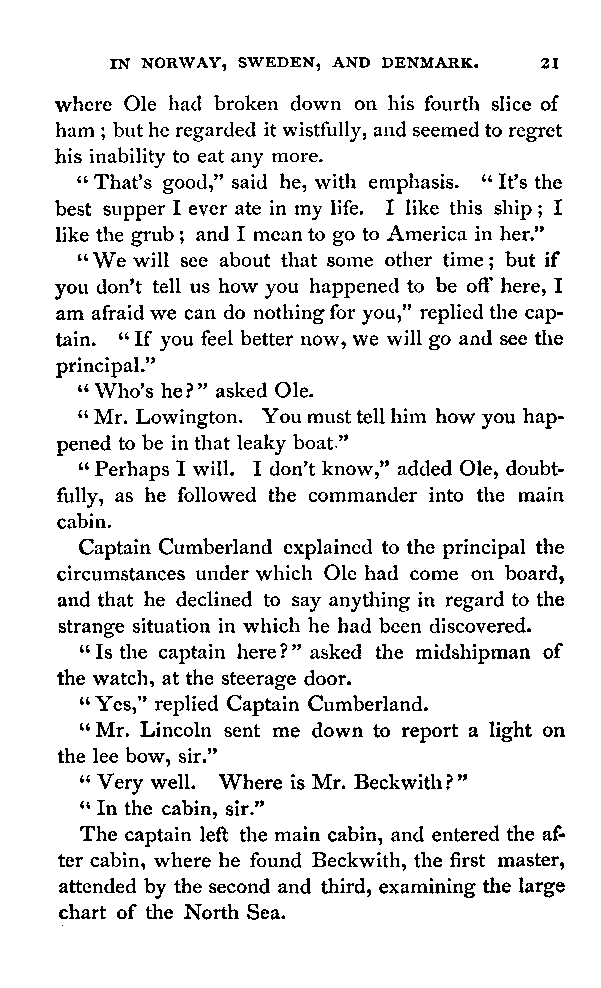 IN NORWAY, SWEDEN, AND DENMARK. 21
where Ole had broken down on his fourth slice of
ham ; but he regarded it wistfully, and seemed to regret
his inability to eat any more.
“ That’s good,” said he, with emphasis. “ It’s the
best supper I ever ate in my life. I like this ship ; I
like the grub ; and I mean to go to America in her.”
“ We will see about that some other time ; but if
you don’t tell us how you happened to be off here, I
am afraid we can do nothing for you,” replied the cap-
tain. “ If you feel better now, we will go and see the
principal.”
“ Who’s he ? ” asked Ole.
“ Mr. Lowington. You must tell him how you hap-
pened to be in that leaky boat.”
“ Perhaps I will. I don’t know,” added Ole, doubt-
fully, as he followed the commander into the main
cabin.
Captain Cumberland explained to the principal the
circumstances under which Ole had come on board,
and that he declined to say anything in regard to the
strange situation in which he had been discovered.
“ Is the captain here ? ” asked the midshipman of
the watch, at the steerage door.
“ Yes,” replied Captain Cumberland.
“ Mr. Lincoln sent me down to report a light on
the lee bow, sir.”
“ Very well. Where is Mr. Beckwith ? ”
“ In the cabin, sir.”
The captain left the main cabin, and entered the af-
ter cabin, where he found Beckwith, the first master,
attended by the second and third, examining the large
chart of the North Sea.